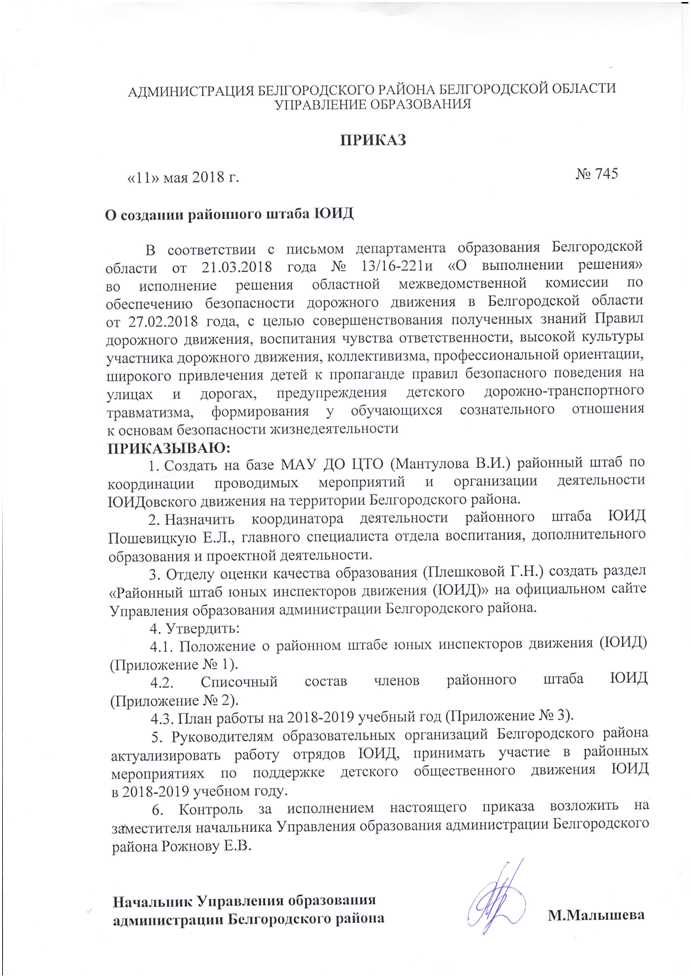 АДМИНИСТРАЦИЯ БЕЛГОРОДСКОГО РАЙОНА БЕЛГОРОДСКОЙ ОБЛАСТИ
УПРАВЛЕНИЕ ОБРАЗОВАНИЯ
ПРИКАЗ
«11» мая 2018 г. № 745
О создании районного штаба ЮИД
В соответствии с письмом департамента образования Белгородской
области от 21.03.2018 года № 13/16-221и «О выполнении решения»
во исполнение решения областной межведомственной комиссии по
обеспечению безопасности дорожного движения в Белгородской области
от 27.02.2018 года, с целью совершенствования полученных знаний Правил
дорожного движения, воспитания чувства ответственности, высокой культуры
участника дорожного движения, коллективизма, профессиональной ориентации,
широкого привлечения детей к пропаганде правил безопасного поведения на
улицах и дорогах, предупреждения детского дорожно-транспортного
травматизма, формирования у обучающихся сознательного отношения
к основам безопасности жизнедеятельности
ПРИКАЗЫВАЮ:
1. Создать на базе МАУ ДО ЦТО (Мантулова В.И.) районный штаб по
координации проводимых мероприятий и организации деятельности
ЮИДовского движения на территории Белгородского района.
2. Назначить координатора деятельности районного штаба ЮИД
Пошевицкую Е.Л., главного специалиста отдела воспитания, дополнительного
образования и проектной деятельности.
3. Отделу оценки качества образования (Плешковой Г.Н.) создать раздел
«Районный штаб юных инспекторов движения (ЮИД)» на официальном сайте
Управления образования администрации Белгородского района.
4. Утвердить:
4.1. Положение о районном штабе юных инспекторов движения (ЮИД)
(Приложение № 1).
4.2. Списочный состав членов районного штаба ЮИД
(Приложение № 2).
4.3. План работы на 2018-2019 учебный год (Приложение № 3).
5. Руководителям образовательных организаций Белгородского района
актуализировать работу отрядов ЮИД, принимать участие в районных
мероприятиях по поддержке детского общественного движения ЮИД
в 2018-2019 учебном году.
6. Контроль за исполнением настоящего приказа возложить на
заместителя начальника Управления образования администрации Белгородского
района Рожнову Е.В.
Начальник Управления образования
администрации Белгородского района М.Малышева